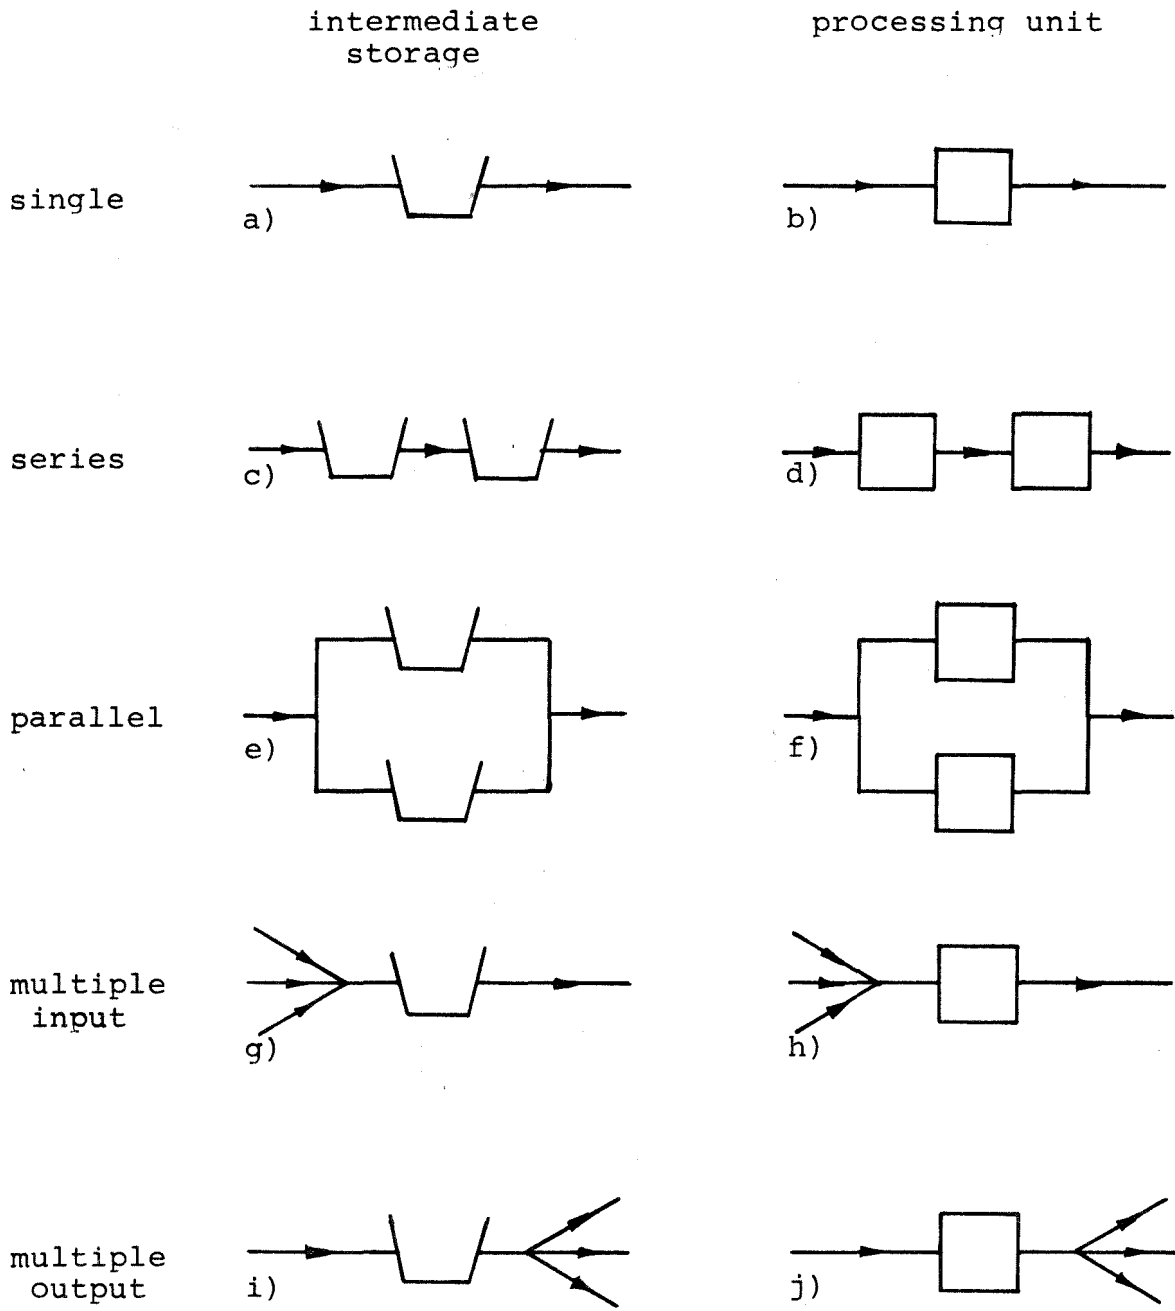 intermediate
storage
processing unit
single
a)
b)
series
c)
d)
parallel
e)
f)
multiple
input
g)
h)
multiple
output
i)
j)